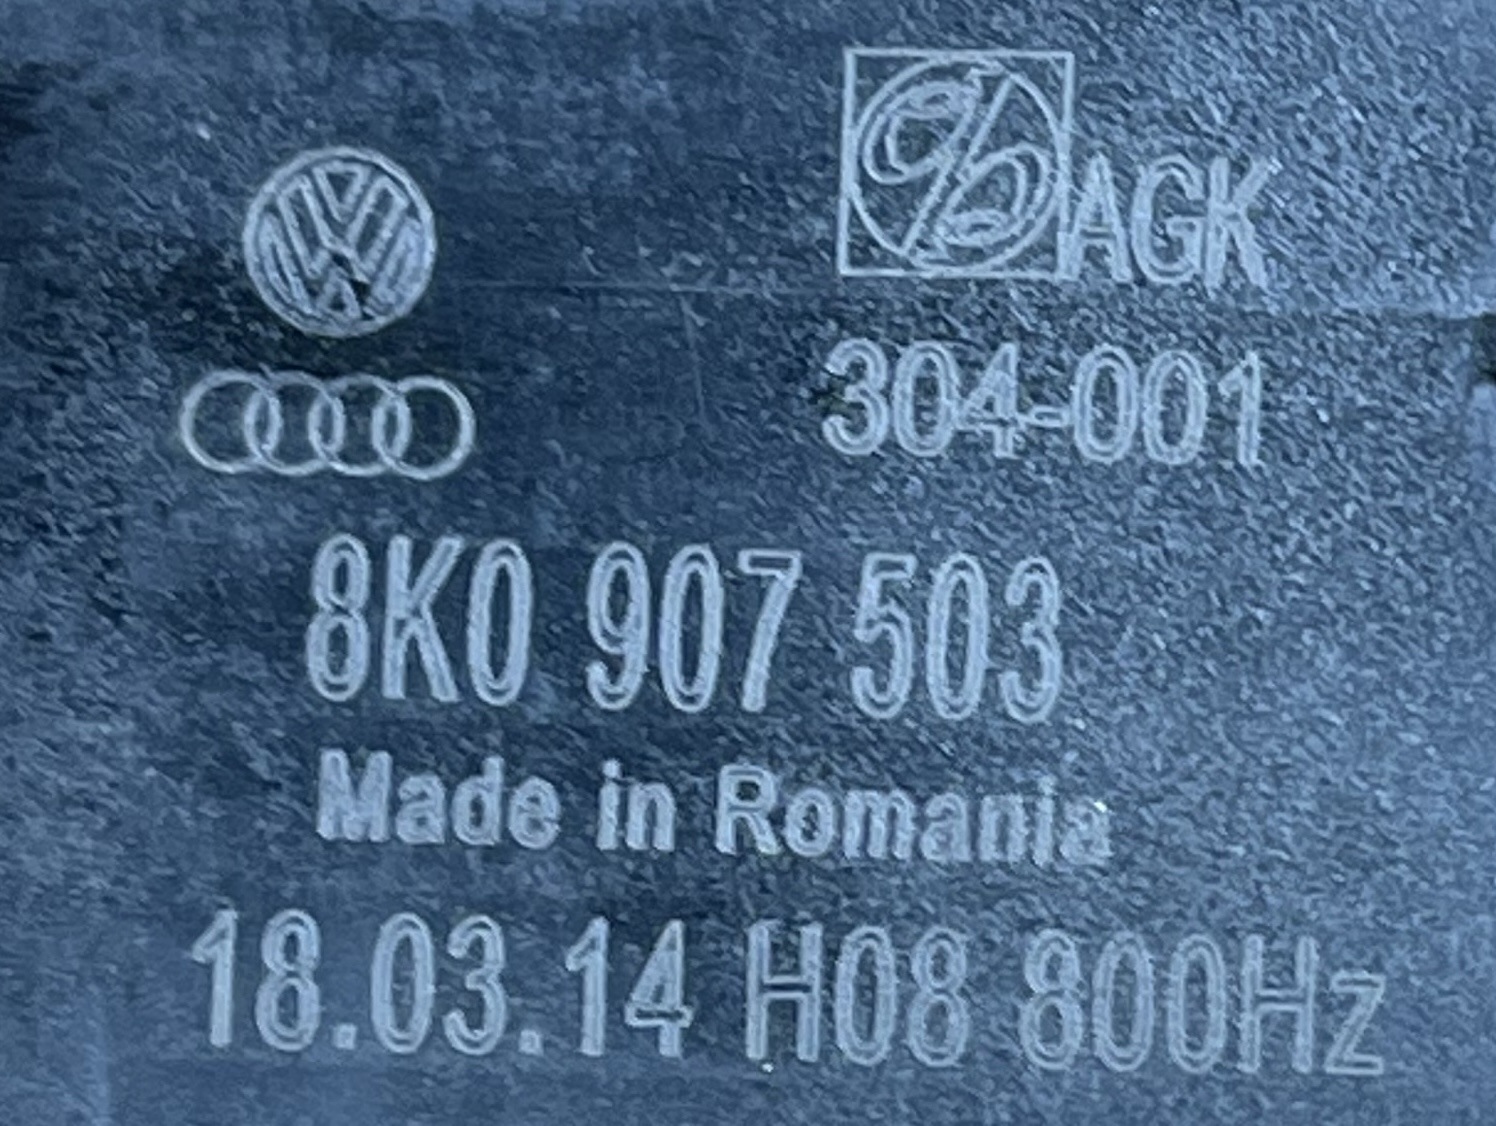 AGK
304-001
8K0 907 503
Made in Romania
18.03.14 H08 800Hz